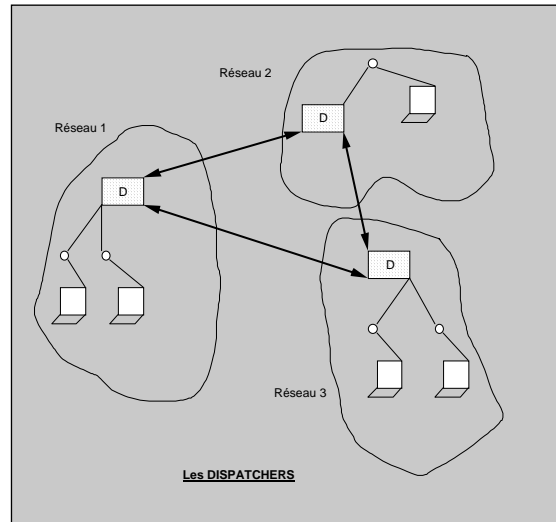 Réseau 2
D
Réseau 1
D
D
Réseau 3
Les DISPATCHERS